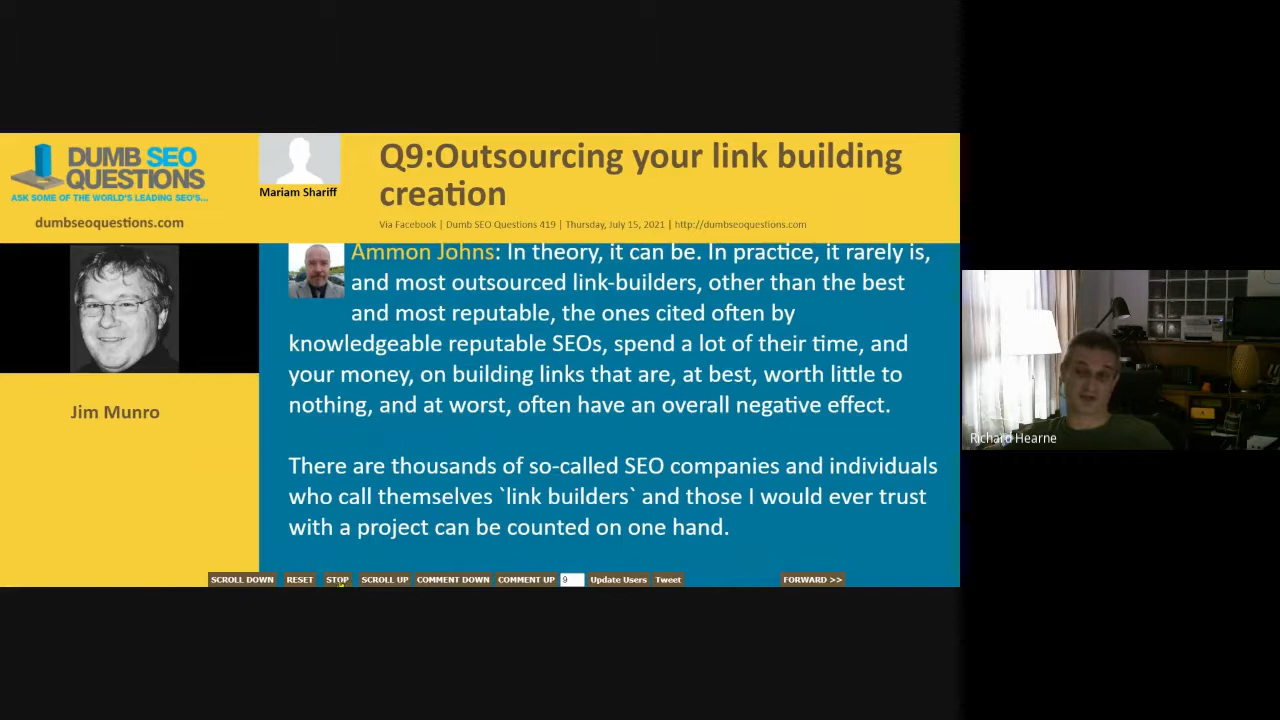 DUMB SEO
QUESTIONS
ASK SOME OF THE WORLD'S LEADING SEO'S...
dumbseoquestions.com
Mariam Shariff
Q9:Outsourcing your link building
creation
Via Facebook | Dumb SEO Questions 419 | Thursday, July 15, 2021 | http://dumbseoquestions.com
Jim Munro
Ammon Johns: In theory, it can be. In practice, it rarely is,
and most outsourced link-builders, other than the best
and most reputable, the ones cited often by
knowledgeable reputable SEOs, spend a lot of their time, and
your money, on building links that are, at best, worth little to
nothing, and at worst, often have an overall negative effect.
There are thousands of so-called SEO companies and individuals
who call themselves `link builders` and those I would ever trust
with a project can be counted on one hand.
SCROLL DOWN RESET STOP SCROLL UP COMMENT DOWN COMMENT UP 9 Update Users Tweet FORWARD >>
Richard Hearne